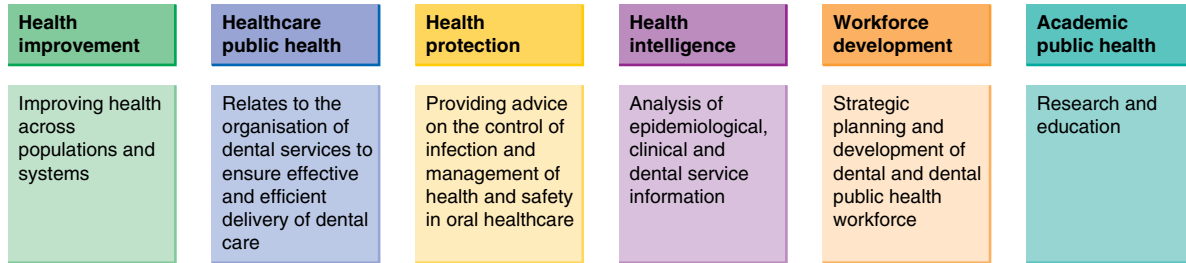 Health
improvement
Healthcare
public health
Health
protection
Health
intelligence
Workforce
development
Academic
public health
Improving health
across
populations and
systems
Relates to the
organisation of
dental services to
ensure effective
and efficient
delivery of dental
care
Providing advice
on the control of
infection and
management of
health and safety
in oral healthcare
Analysis of
epidemiological,
clinical and
dental service
information
Strategic
planning and
development of
dental and dental
public health
workforce
Research and
education